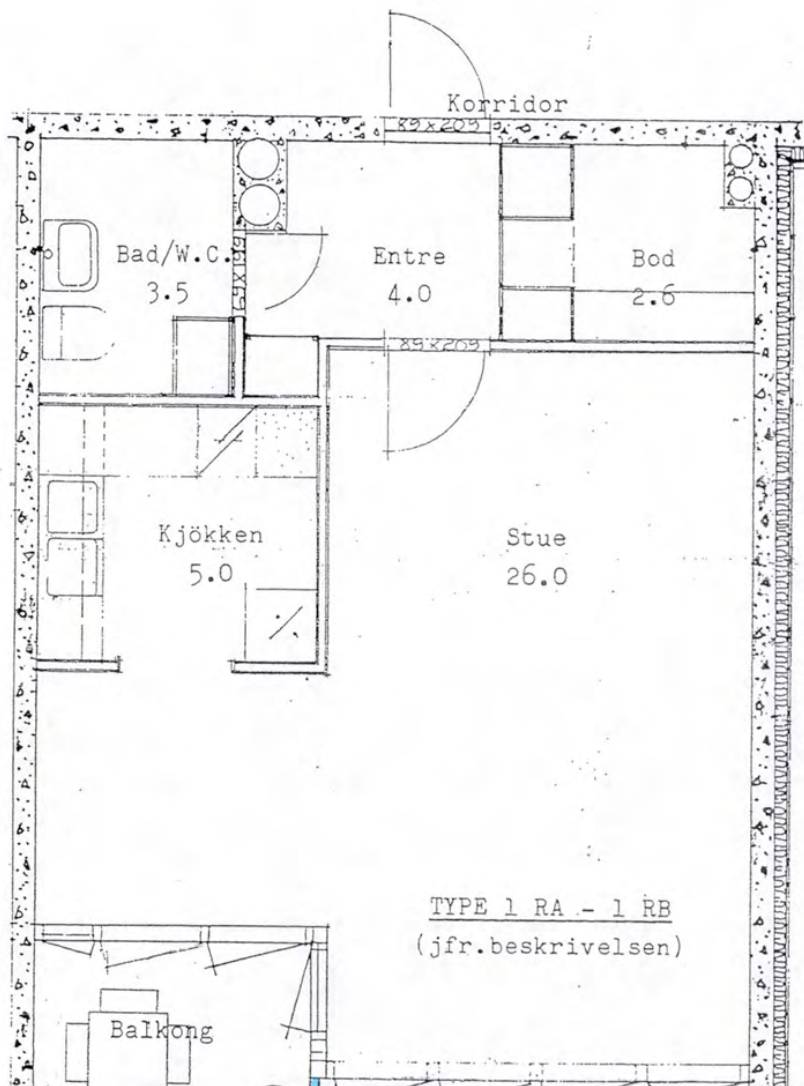 Korridor
89x209
Bad/W.C.
3.5
Entre
4.0
Bod
2.6
89x209
Kjökken
5.0
Stue
26.0
TYPE 1 RA - 1 RB
(jfr.beskrivelsen)
Balkong